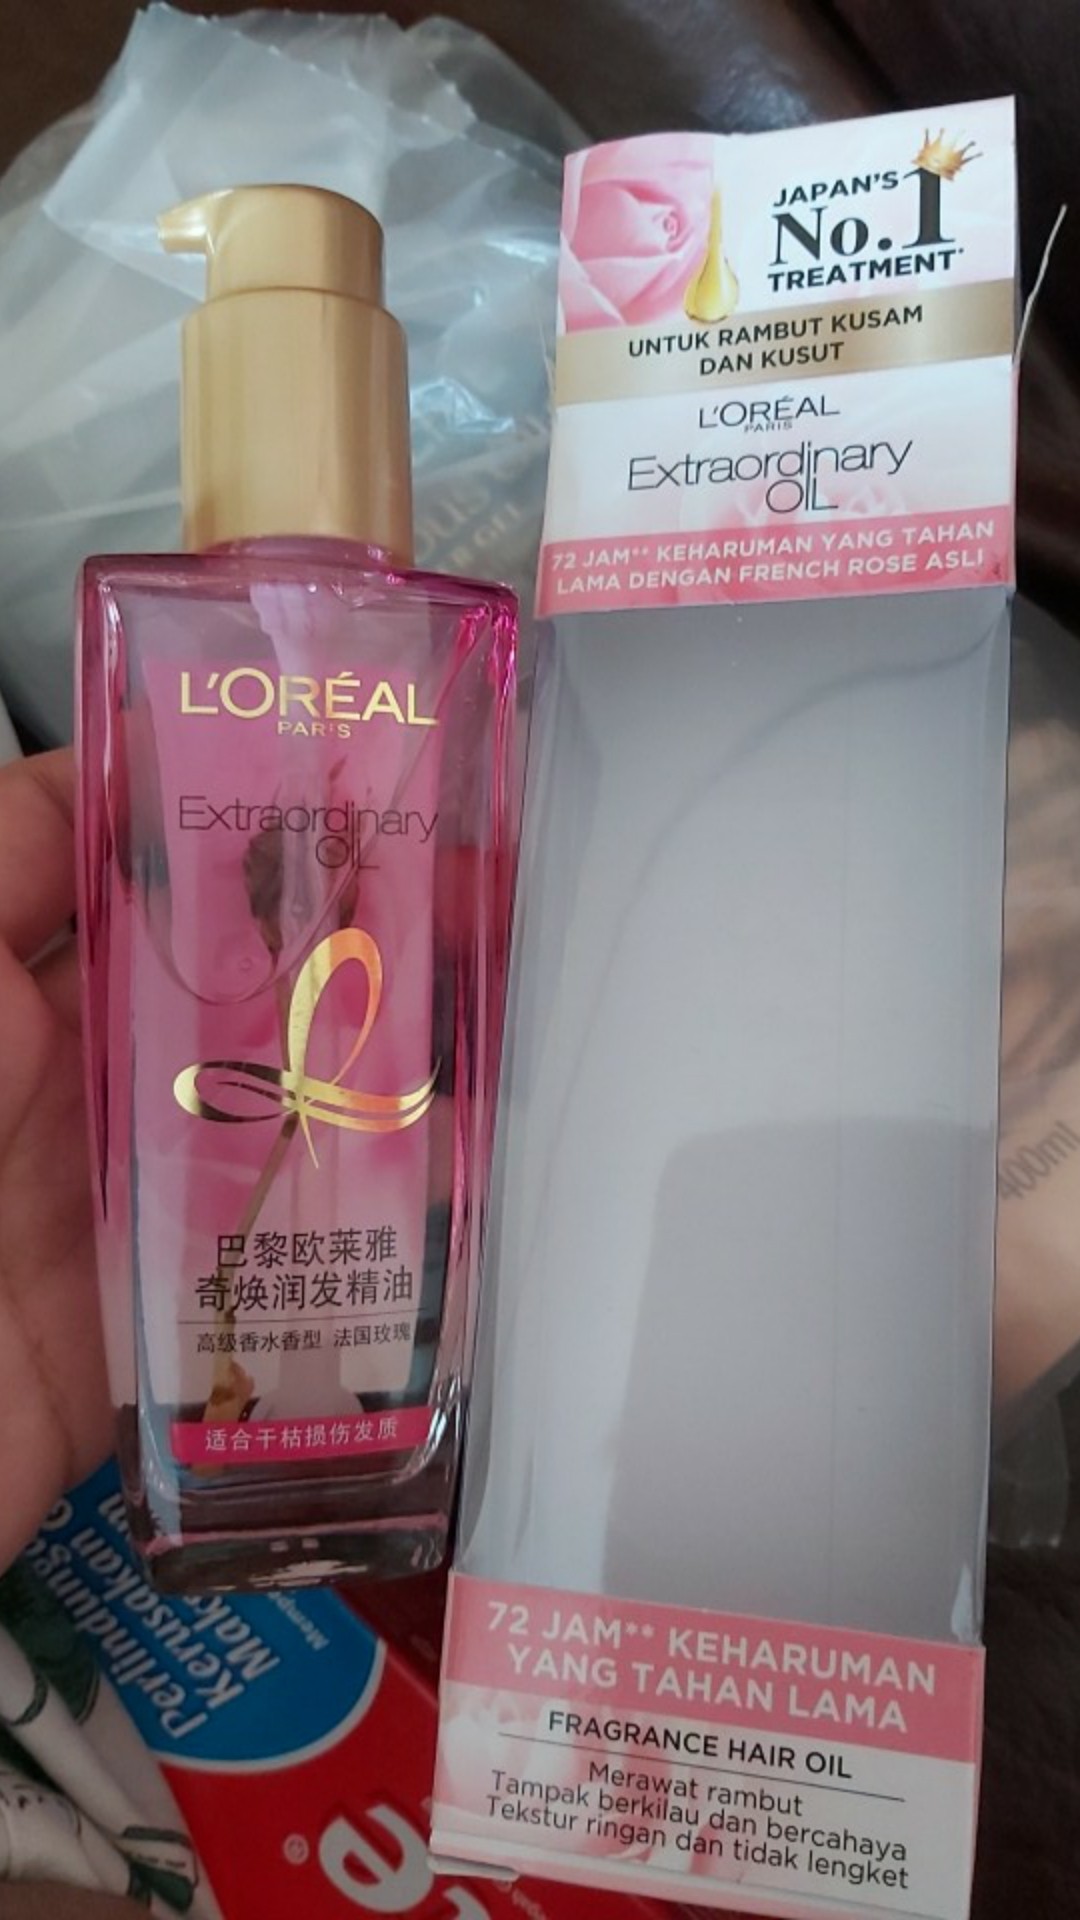 L'ORÉAL
PARIS
Extraordinary
OIL
巴黎欧莱雅
奇焕润发精油
高级香水香型 法国玫瑰
适合干枯损伤发质
JAPAN'S
No.1
TREATMENT*
UNTUK RAMBUT KUSAM
DAN KUSUT
L'ORÉAL
PARIS
Extraordinary
OIL
72 JAM** KEHARUMAN YANG TAHAN
LAMA DENGAN FRENCH ROSE ASLI
72 JAM** KEHARUMAN
YANG TAHAN LAMA
FRAGRANCE HAIR OIL
Merawat rambut
Tampak berkilau dan bercahaya
Tekstur ringan dan tidak lengket
400ml